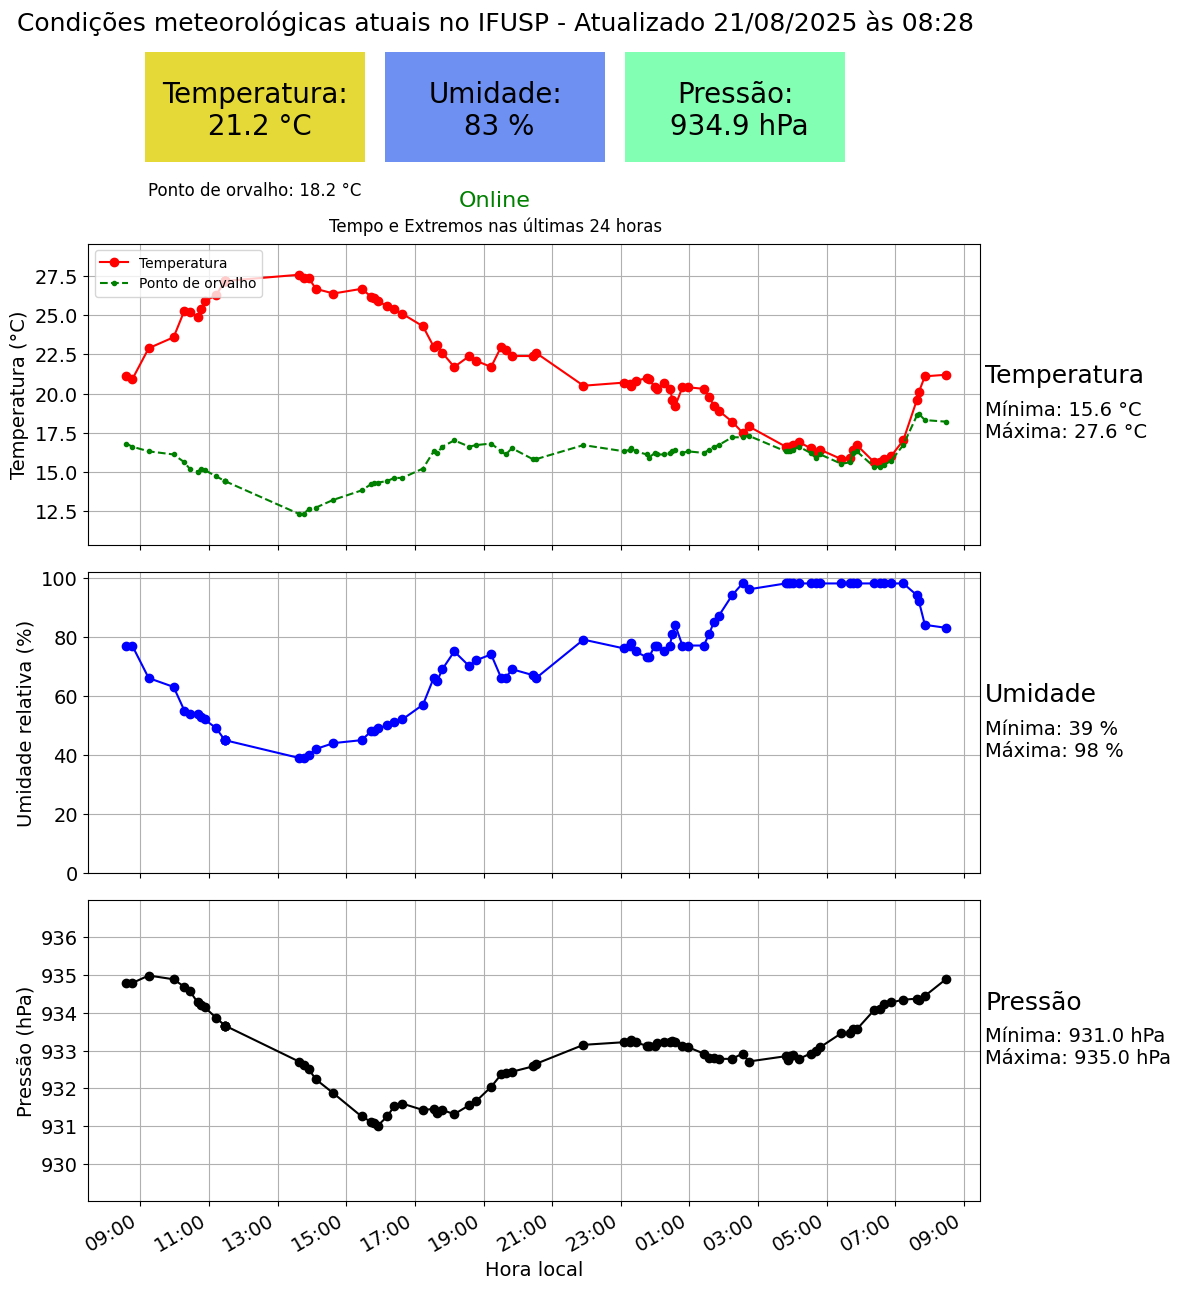 Condições meteorológicas atuais no IFUSP - Atualizado 21/08/2025 às 08:28
Temperatura:
21.2 °C
Umidade:
83 %
Pressão:
934.9 hPa
Ponto de orvalho: 18.2 °C
Online
Tempo e Extremos nas últimas 24 horas
Temperatura
Ponto de orvalho
Temperatura (°C)
27.5
25.0
22.5
20.0
17.5
15.0
12.5
Temperatura
Mínima: 15.6 °C
Máxima: 27.6 °C
Umidade relativa (%)
100
80
60
40
20
0
Umidade
Mínima: 39 %
Máxima: 98 %
Pressão (hPa)
936
935
934
933
932
931
930
Pressão
Mínima: 931.0 hPa
Máxima: 935.0 hPa
09:00 11:00 13:00 15:00 17:00 19:00 21:00 23:00 01:00 03:00 05:00 07:00 09:00
Hora local